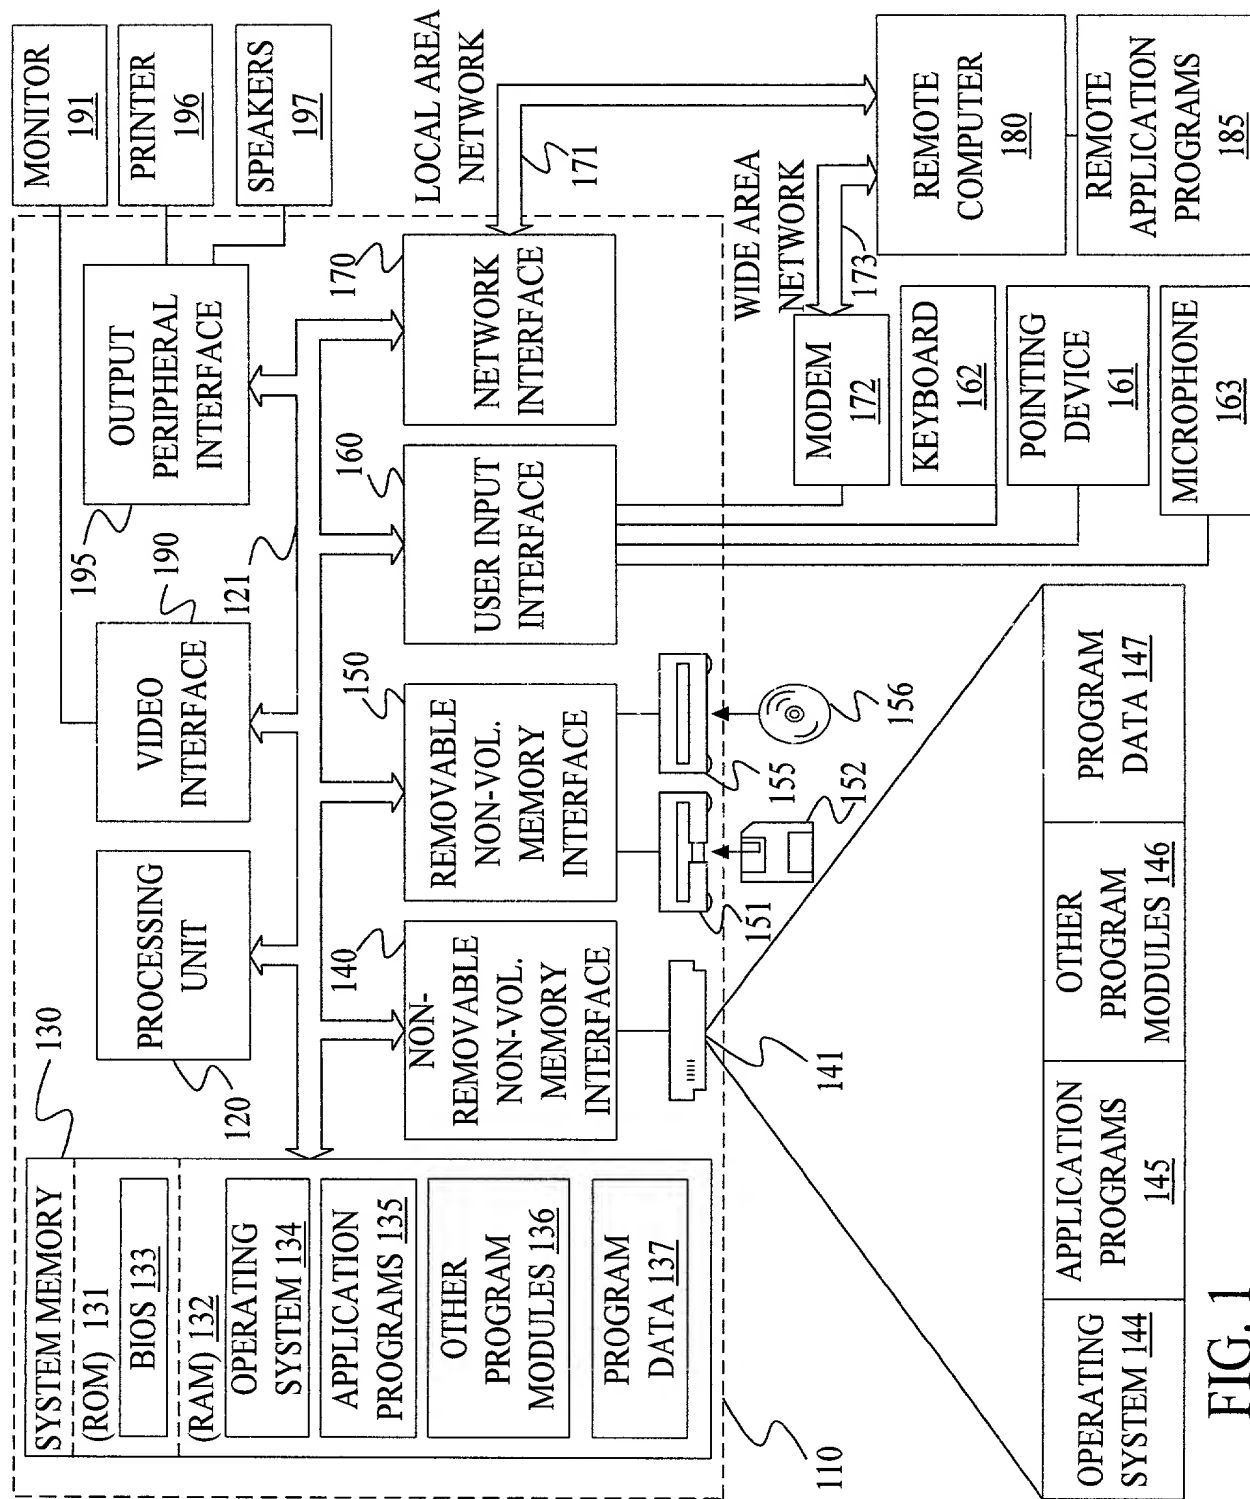 SYSTEM MEMORY
(ROM) 131
BIOS 133
(RAM) 132
OPERATING
SYSTEM 134
APPLICATION
PROGRAMS 135
OTHER
PROGRAM
MODULES 136
PROGRAM
DATA 137
130
120
PROCESSING
UNIT
VIDEO
INTERFACE
190
121
195
OUTPUT
PERIPHERAL
INTERFACE
MONITOR
191
PRINTER
196
SPEAKERS
197
140
NON-
REMOVABLE
NON-VOL.
MEMORY
INTERFACE
150
REMOVABLE
NON-VOL.
MEMORY
INTERFACE
160
USER INPUT
INTERFACE
170
NETWORK
INTERFACE
LOCAL AREA
NETWORK
171
110
141
151
152
155
156
WIDE AREA
NETWORK
173
MODEM
172
KEYBOARD
162
POINTING
DEVICE
161
MICROPHONE
163
REMOTE
COMPUTER
180
REMOTE
APPLICATION
PROGRAMS
185
OPERATING
SYSTEM 144
APPLICATION
PROGRAMS
145
OTHER
PROGRAM
MODULES 146
PROGRAM
DATA 147
FIG. 1